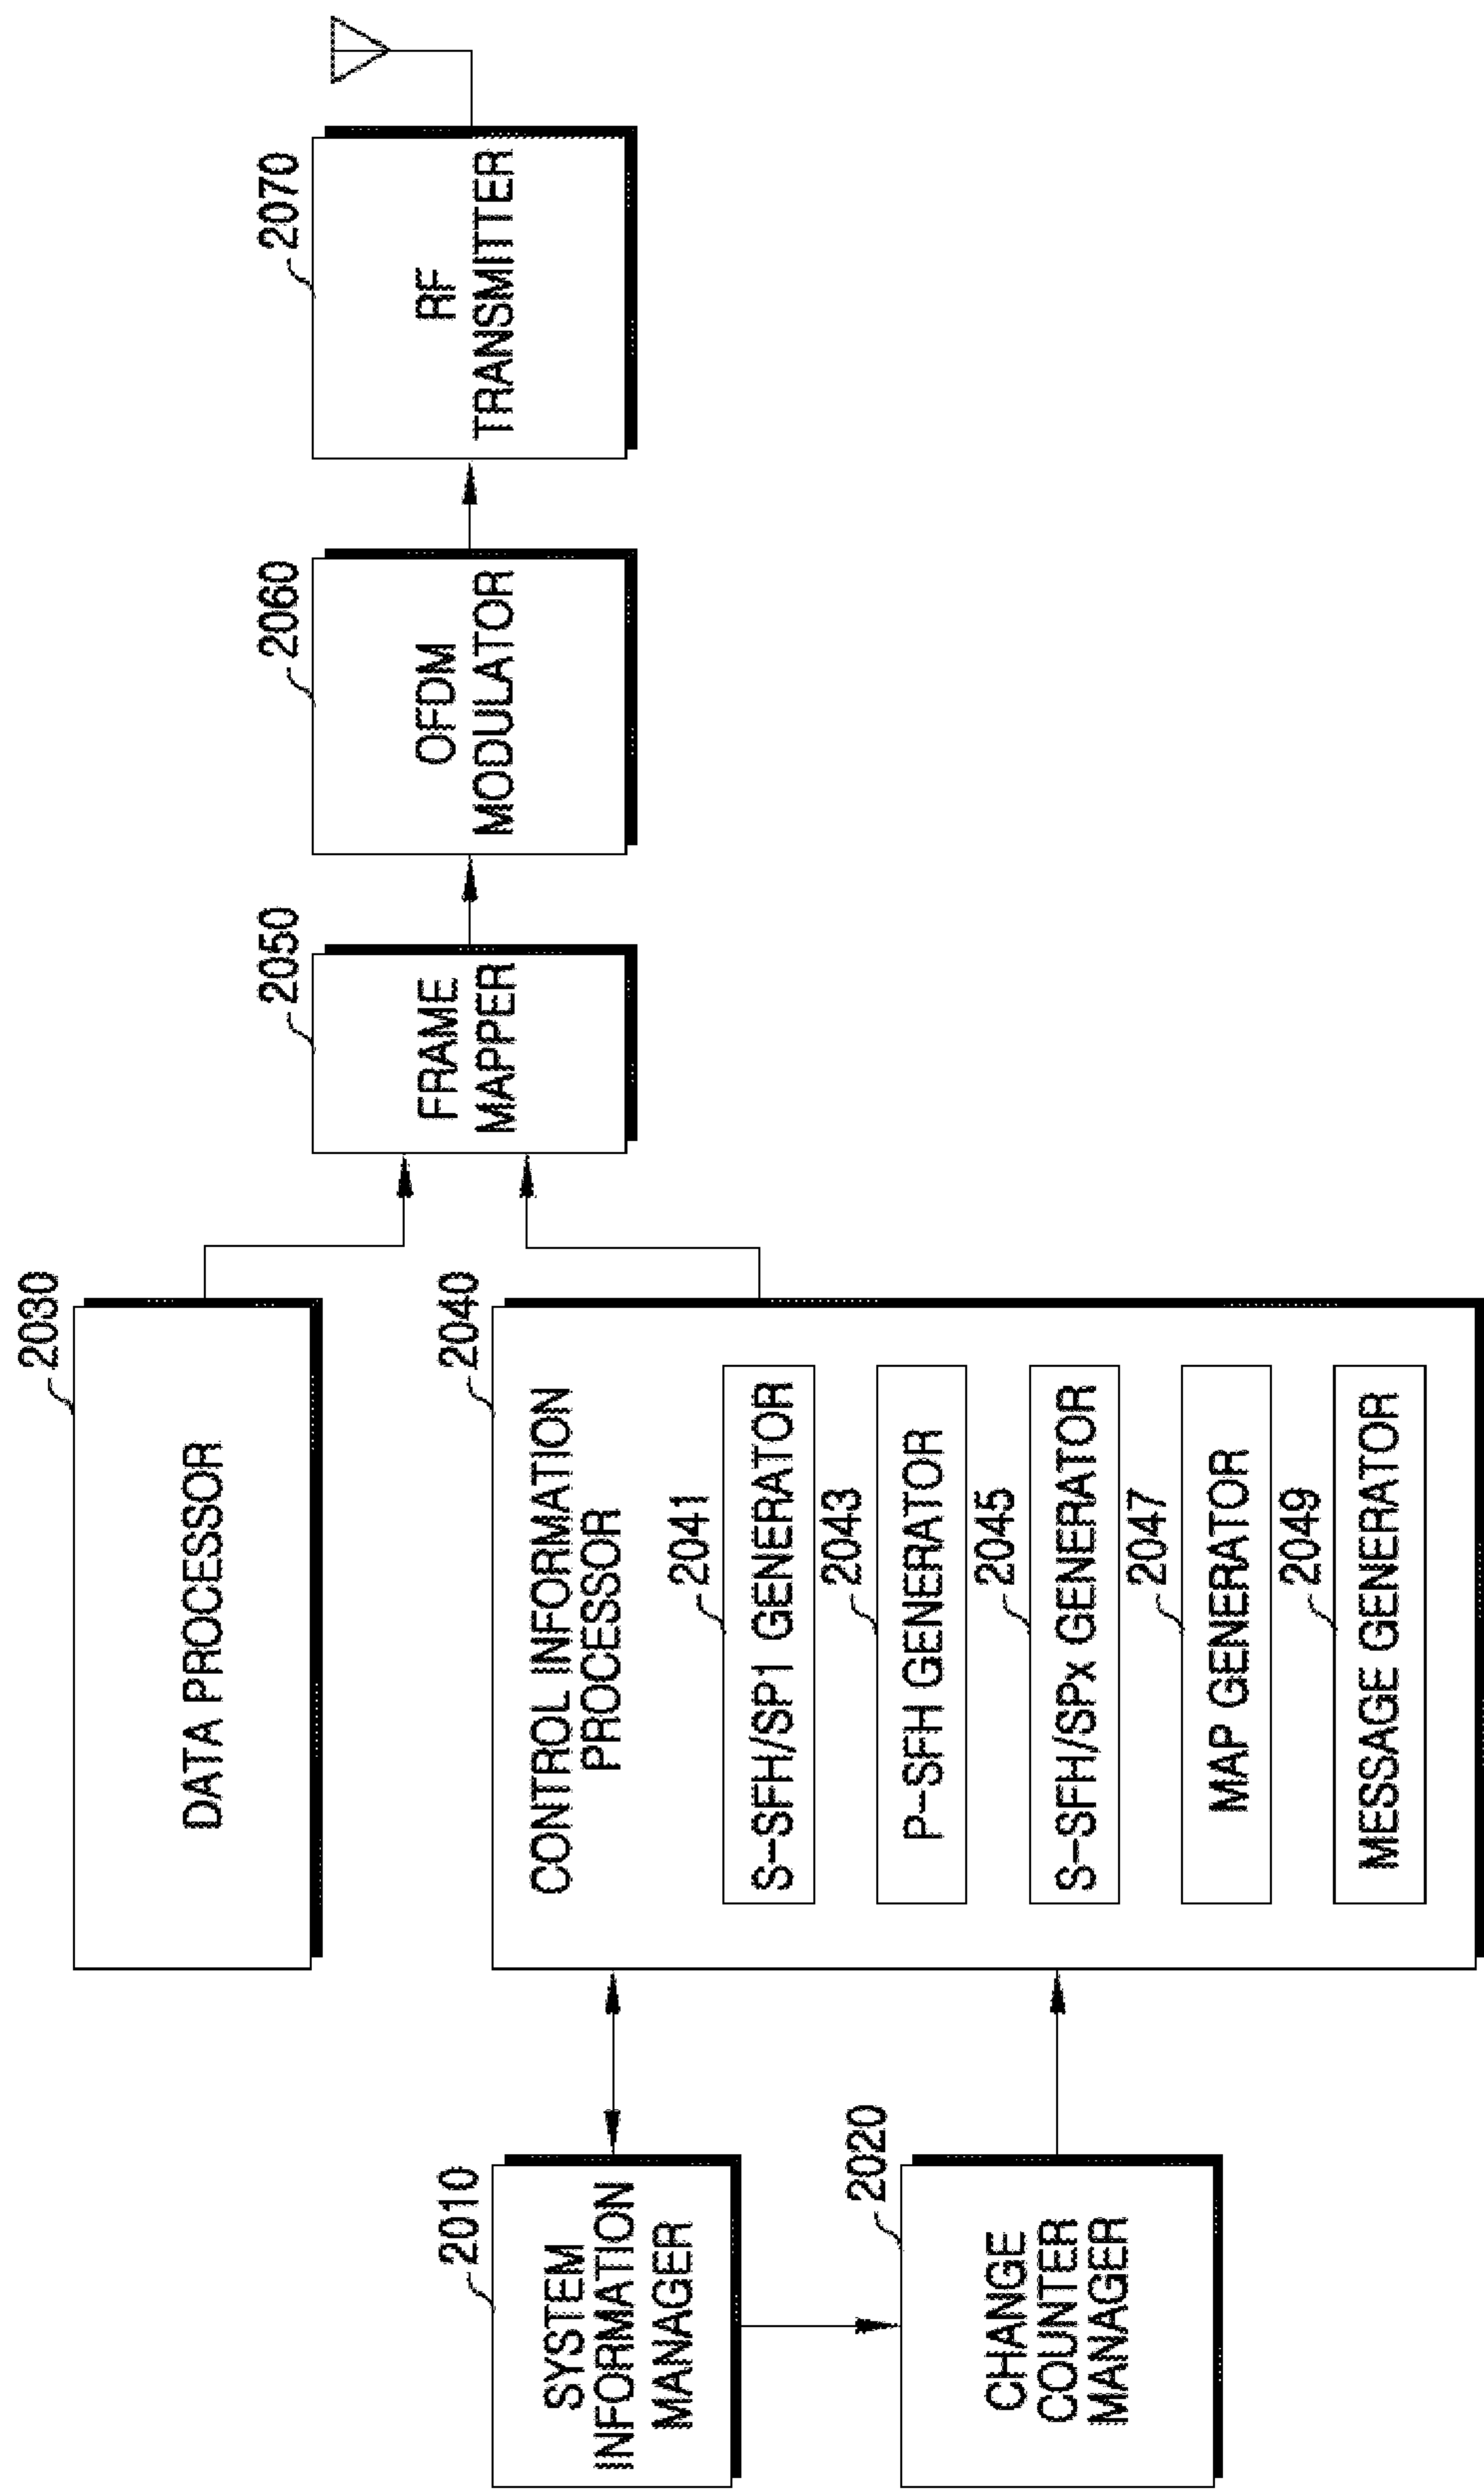 2010
SYSTEM
INFORMATION
MANAGER
2020
CHANGE
COUNTER
MANAGER
2030
DATA PROCESSOR
2040
CONTROL INFORMATION
PROCESSOR
2041
S-SFH/SP1 GENERATOR
2043
P-SFH GENERATOR
2045
S-SFH/SPx GENERATOR
2047
MAP GENERATOR
2049
MESSAGE GENERATOR
2050
FRAME
MAPPER
2060
OFDM
MODULATOR
2070
RF
TRANSMITTER